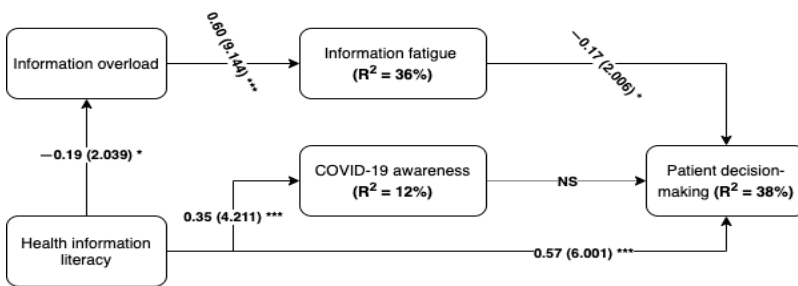 Information overload
0.60 (9.144) ***
Information fatigue
(R² = 36%)
—0.17 (2.006) *
—0.19 (2.039) *
COVID-19 awareness
(R² = 12%)
NS
Patient decision-
making (R² = 38%)
0.35 (4.211) ***
Health information
literacy
0.57 (6.001) ***